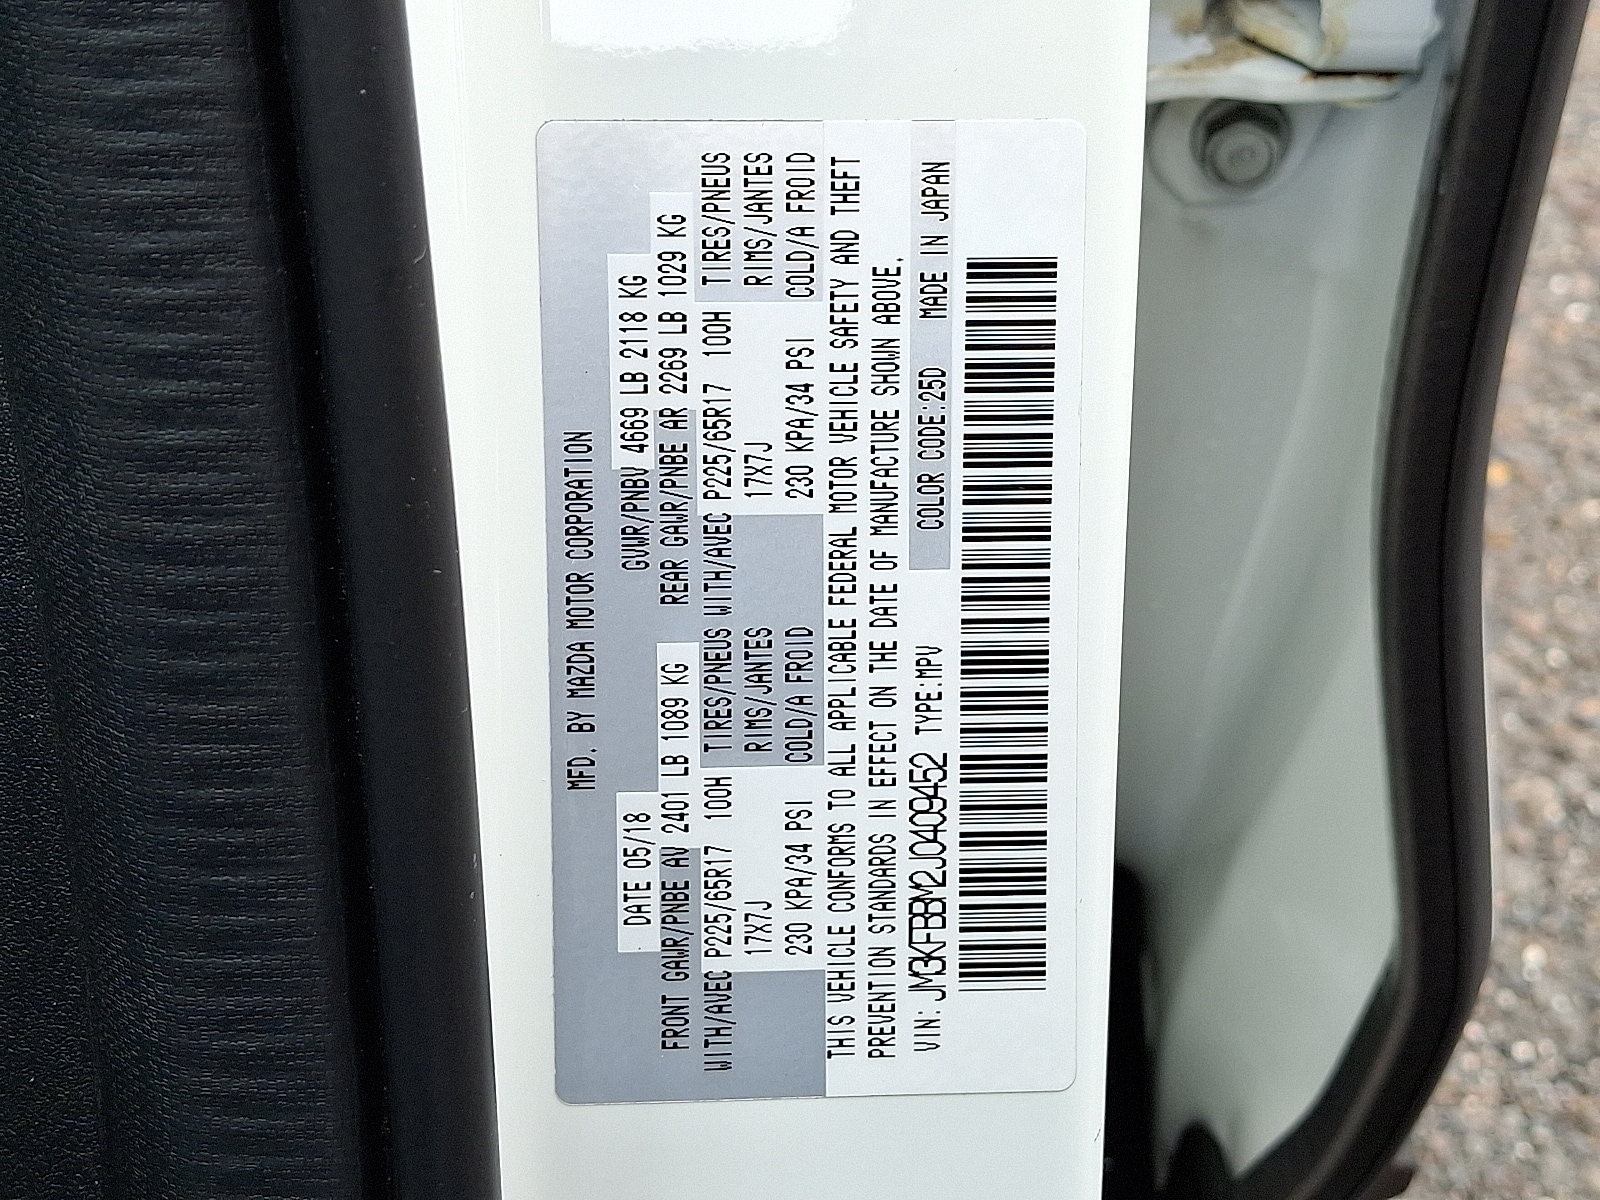 MFD. BY MAZDA MOTOR CORPORATION
DATE 05/18 GVWR/PNBV 4669 LB 2118 KG
FRONT GAWR/PNBE AV 2401 LB 1089 KG REAR GAWR/PNBE AR 2269 LB 1029 KG
WITH/AVEC P225/65R17 100H TIRES/PNEUS WITH/AVEC P225/65R17 100H TIRES/PNEUS
17X7J RIMS/JANTES 17X7J RIMS/JANTES
230 KPA/34 PSI COLD/A FROID 230 KPA/34 PSI COLD/A FROID
THIS VEHICLE CONFORMS TO ALL APPLICABLE FEDERAL MOTOR VEHICLE SAFETY AND THEFT
PREVENTION STANDARDS IN EFFECT ON THE DATE OF MANUFACTURE SHOWN ABOVE.
VIN: JM3KFBBM2J0409452 TYPE:MPV COLOR CODE:25D MADE IN JAPAN